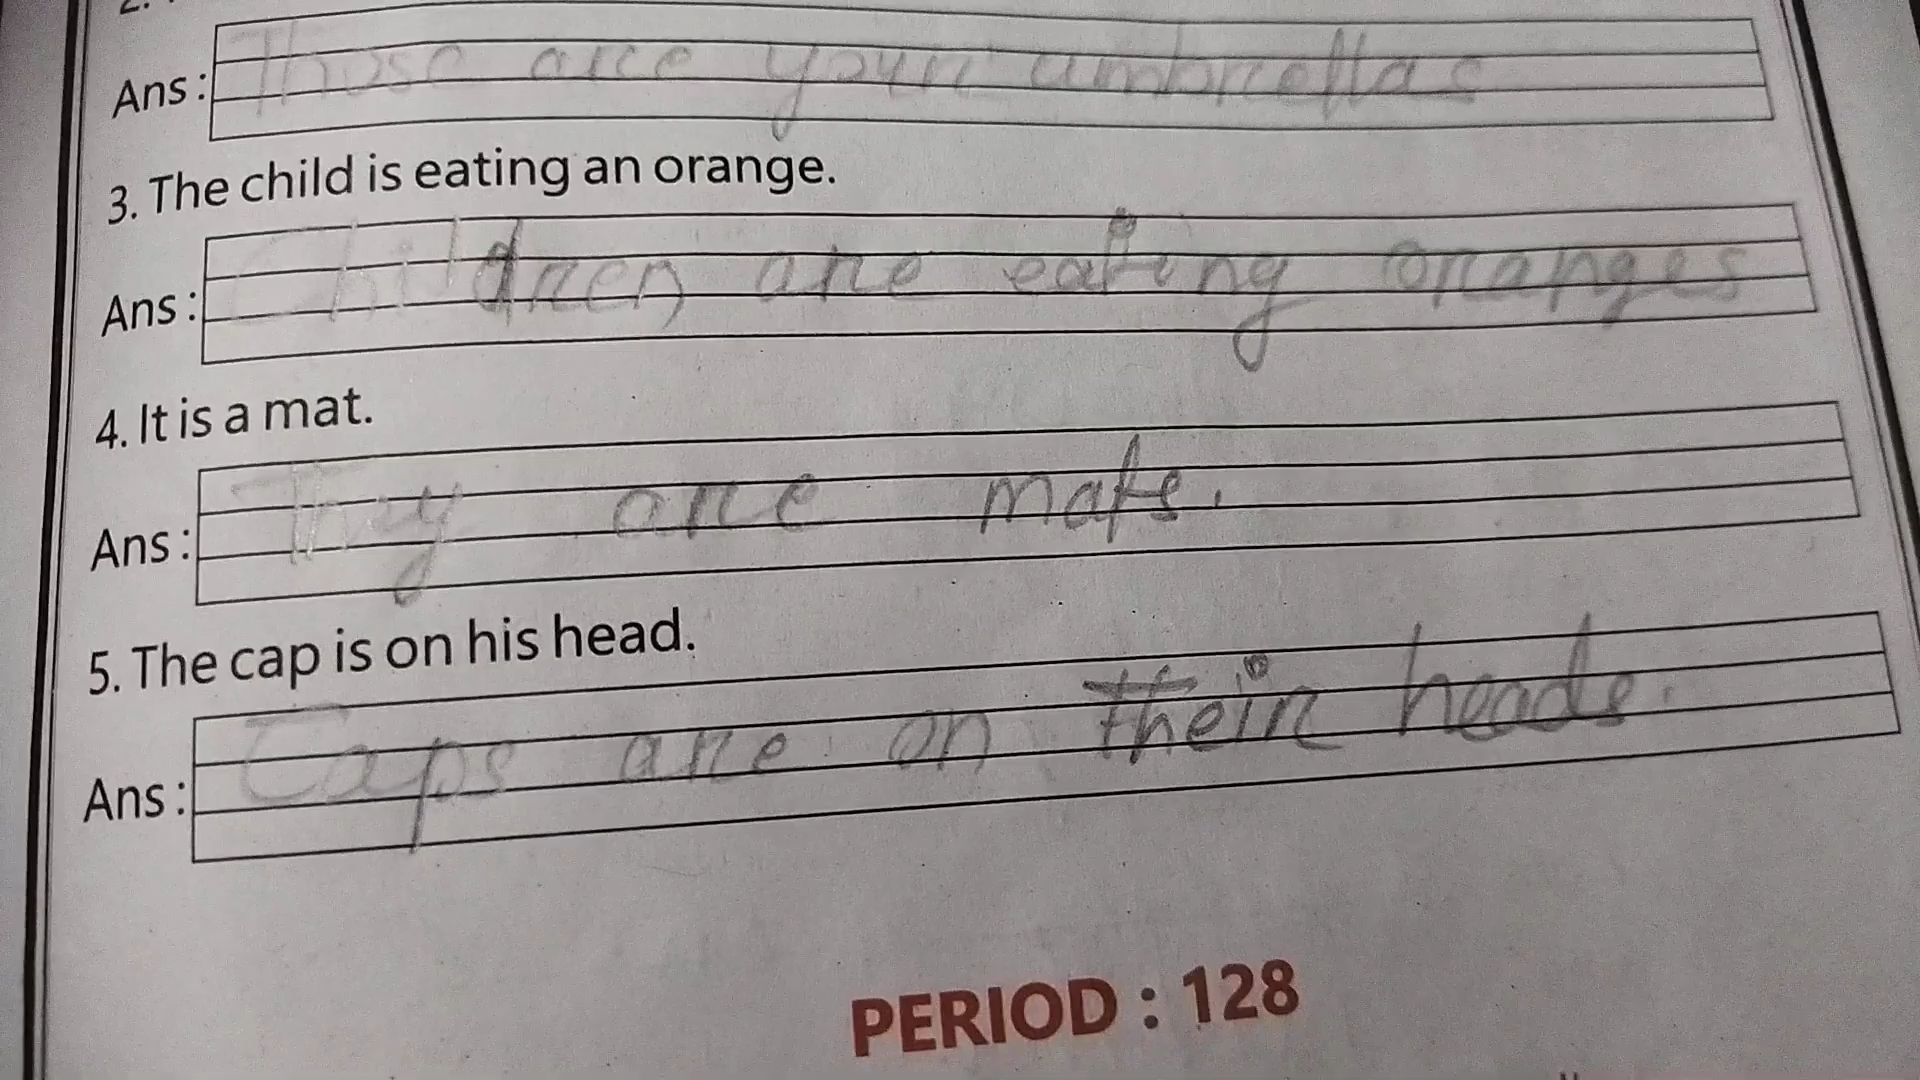 2.
Ans : Those are your umbrellas
3. The child is eating an orange.
Ans : Children are eating oranges
4. It is a mat.
Ans : They are mats.
5. The cap is on his head.
Ans : Caps are on their heads.
PERIOD : 128